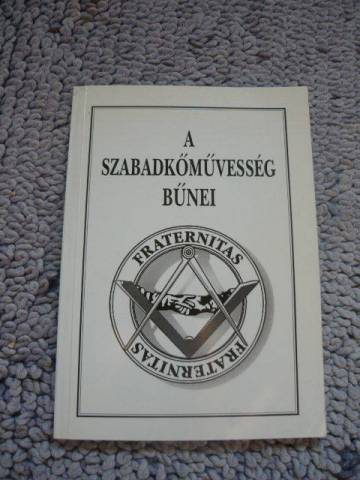 A
SZABADKŐMŰVESSÉG
BŰNEI
FRATERNITAS
FRATERNITAS